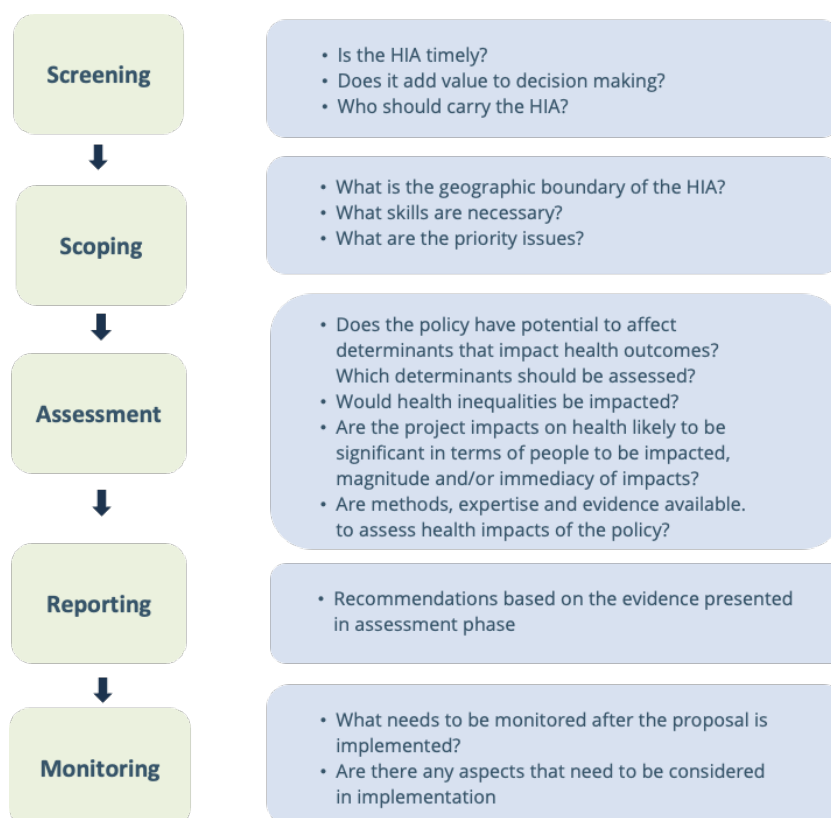 Screening
• Is the HIA timely?
• Does it add value to decision making?
• Who should carry the HIA?
Scoping
• What is the geographic boundary of the HIA?
• What skills are necessary?
• What are the priority issues?
Assessment
• Does the policy have potential to affect
determinants that impact health outcomes?
Which determinants should be assessed?
• Would health inequalities be impacted?
• Are the project impacts on health likely to be
significant in terms of people to be impacted,
magnitude and/or immediacy of impacts?
• Are methods, expertise and evidence available.
to assess health impacts of the policy?
Reporting
• Recommendations based on the evidence presented
in assessment phase
Monitoring
• What needs to be monitored after the proposal is
implemented?
• Are there any aspects that need to be considered
in implementation